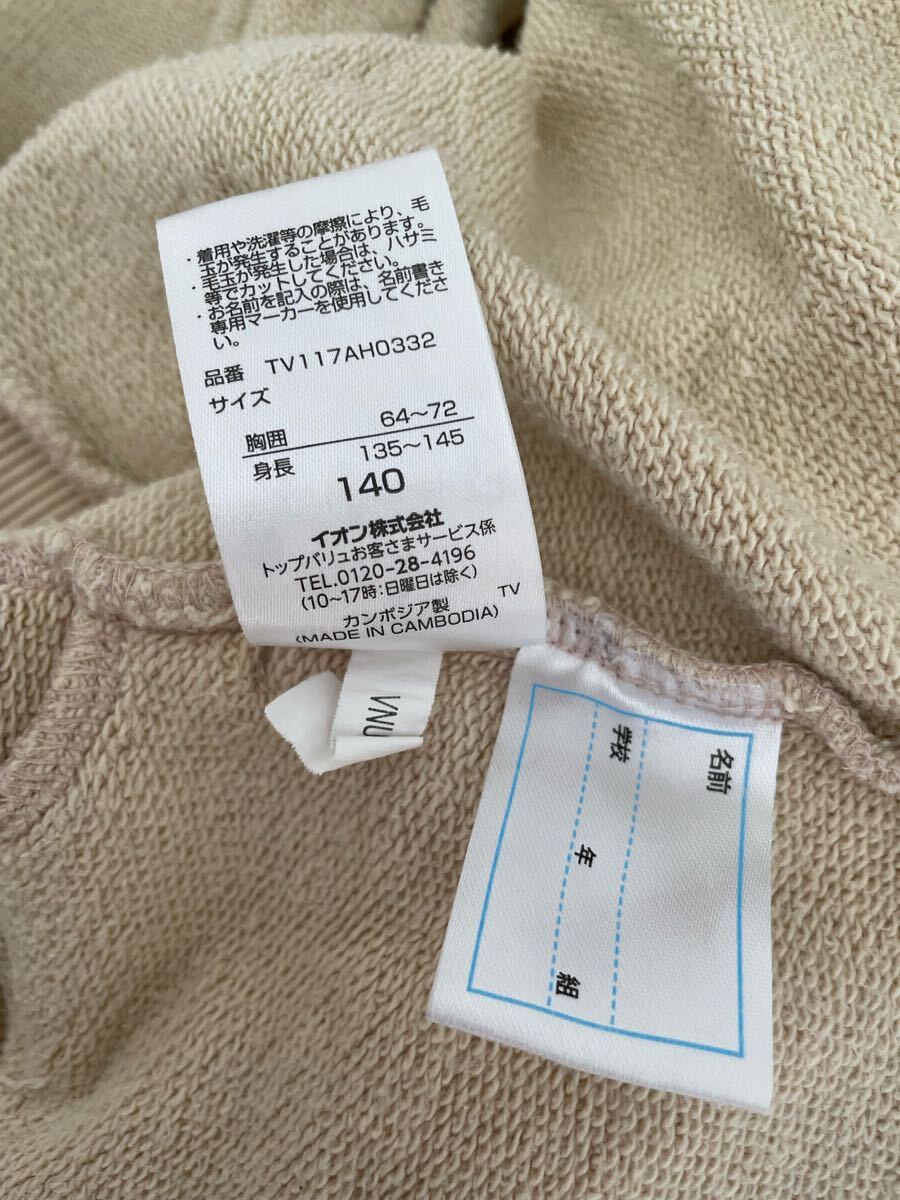 ・着用や洗濯等の摩擦により、毛
玉が発生することがあります。
・毛玉が発生した場合は、ハサミ
等でカットしてください。
・お名前を記入の際は、名前書き
専用マーカーを使用してくださ
い。
品番 TV117AH0332
サイズ
胸囲 64〜72
身長 135〜145
140
イオン株式会社
トップバリュお客さまサービス係
TEL.0120-28-4196
(10〜17時:日曜日は除く)
TV
カンボジア製
(MADE IN CAMBODIA)
VNU
名前
学校
年
組